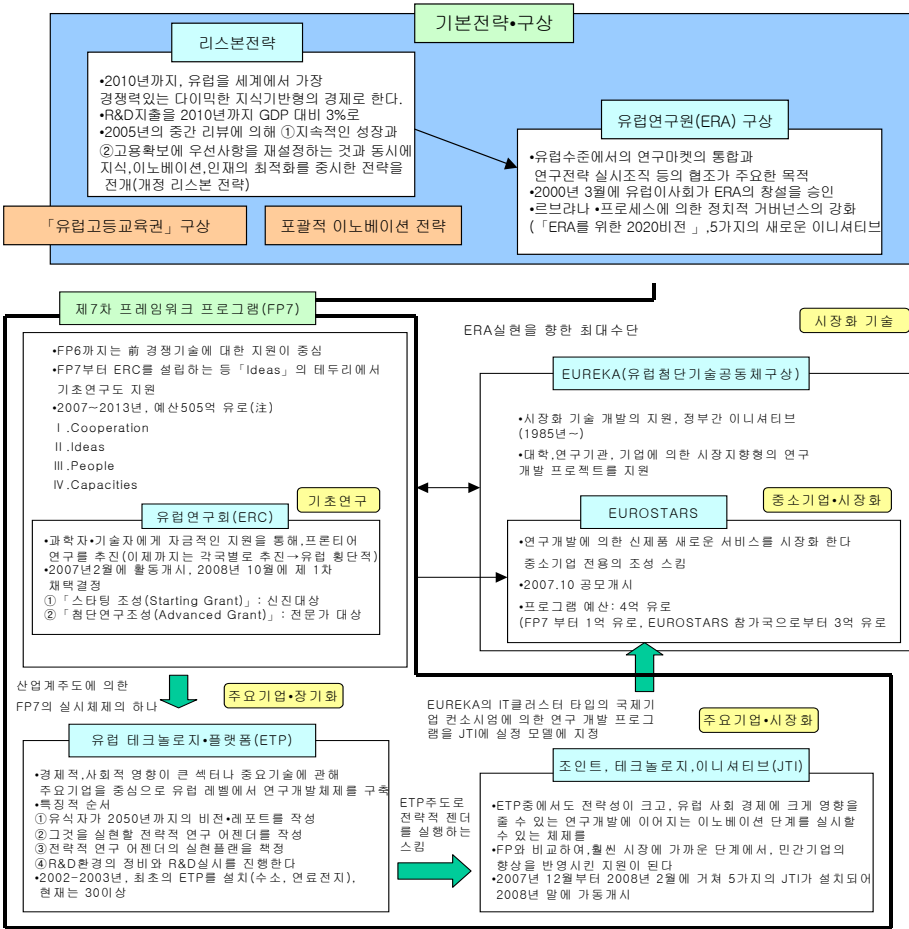 기본전략•구상
리스본전략
•2010년까지, 유럽을 세계에서 가장
경쟁력있는 다이믹한 지식기반형의 경제로 한다.
•R&D지출을 2010년까지 GDP 대비 3%로
•2005년의 중간 리뷰에 의해 ①지속적인 성장과
②고용확보에 우선사항을 재설정하는 것과 동시에
지식,이노베이션,인재의 최적화를 중시한 전략을
전개(개정 리스본 전략)
유럽연구원(ERA) 구상
•유럽수준에서의 연구마켓의 통합과
연구전략 실시조직 등의 협조가 주요한 목적
•2000년 3월에 유럽이사회가 ERA의 창설을 승인
•르브랴나 •프로세스에 의한 정치적 거버넌스의 강화
(「ERA를 위한 2020비전 」,5가지의 새로운 이니셔티브
「유럽고등교육권」구상
포괄적 이노베이션 전략
제7차 프레임워크 프로그램(FP7)
•FP6까지는 前 경쟁기술에 대한 지원이 중심
•FP7부터 ERC를 설립하는 등「Ideas」의 테두리에서
기초연구도 지원
•2007~2013년, 예산505억 유로(注)
Ⅰ.Cooperation
Ⅱ.Ideas
Ⅲ.People
Ⅳ.Capacities
기초연구
유럽연구회(ERC)
•과학자•기술자에게 자금적인 지원을 통해,프론티어
연구를 추진(이제까지는 각국별로 추진→유럽 횡단적)
•2007년2월에 활동개시, 2008년 10월에 제 1차
채택결정
①「스타팅 조성(Starting Grant)」: 신진대상
②「첨단연구조성(Advanced Grant)」: 전문가 대상
ERA실현을 향한 최대수단
시장화 기술
EUREKA(유럽첨단기술공동체구상)
•시장화 기술 개발의 지원, 정부간 이니셔티브
(1985년~)
•대학,연구기관, 기업에 의한 시장지향형의 연구
개발 프로젝트를 지원
중소기업•시장화
EUROSTARS
•연구개발에 의한 신제품 새로운 서비스를 시장화 한다
중소기업 전용의 조성 스킴
•2007.10 공모개시
•프로그램 예산: 4억 유로
(FP7 부터 1억 유로, EUROSTARS 참가국으로부터 3억 유로
산업계주도에 의한
FP7의 실시체제의 하나
주요기업•장기화
EUREKA의 IT클러스터 타입의 국제기
업 컨소시엄에 의한 연구 개발 프로그
램을 JTI에 실정 모델에 지정
주요기업•시장화
유럽 테크놀로지•플랫폼(ETP)
•경제적,사회적 영향이 큰 섹터나 중요기술에 관해
주요기업을 중심으로 유럽 레벨에서 연구개발체제를 구축
•특징적 순서
①유식자가 2050년까지의 비전•레포트를 작성
②그것을 실현할 전략적 연구 어젠더를 작성
③전략적 연구 어젠더의 실현플랜을 책정
④R&D환경의 정비와 R&D실시를 진행한다
•2002-2003년, 최초의 ETP를 설치(수소, 연료전지),
현재는 30이상
ETP주도로
전략적 젠더
를 실행하는
스킴
조인트, 테크놀로지,이니셔티브(JTI)
•ETP중에서도 전략성이 크고, 유럽 사회 경제에 크게 영향을
줄 수 있는 연구개발에 이어지는 이노베이션 단계를 실시할
수 있는 체제를
•FP와 비교하여,훨씬 시장에 가까운 단계에서, 민간기업의
향상을 반영시킨 지원이 된다
•2007년 12월부터 2008년 2월에 거쳐 5가지의 JTI가 설치되어
2008년 말에 가동개시